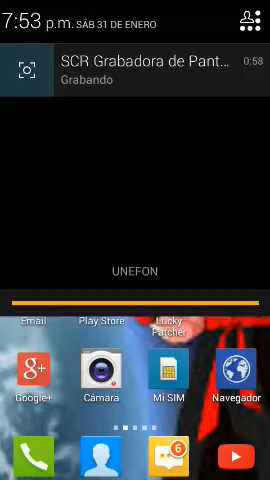 7:53 p.m. SÁB 31 DE ENERO
SCR Grabadora de Pant... 0:58
Grabando
UNEFON
Email Play Store Lucky Patcher
g+
Google+ Cámara Mi SIM Navegador
6